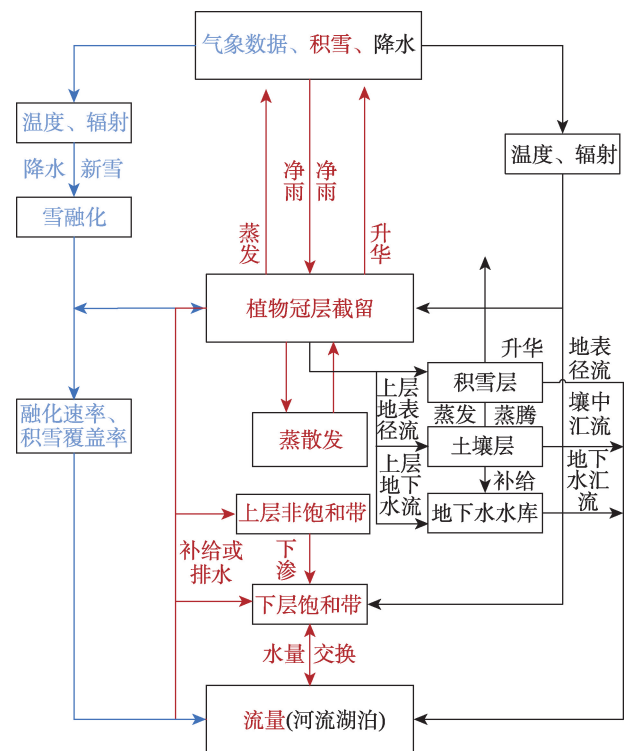 气象数据、积雪、降水
温度、辐射
温度、辐射
降水 新雪
净雨
净雨
雪融化
蒸发
升华
植物冠层截留
升华
地表
径流
积雪层
上层
地表
径流
蒸发 蒸腾
壤中
汇流
融化速率、
积雪覆盖率
蒸散发
土壤层
上层
地下
水流
补给
地下
水汇
流
上层非饱和带
地下水水库
补给或
排水
下渗
下层饱和带
水量 交换
流量(河流湖泊)